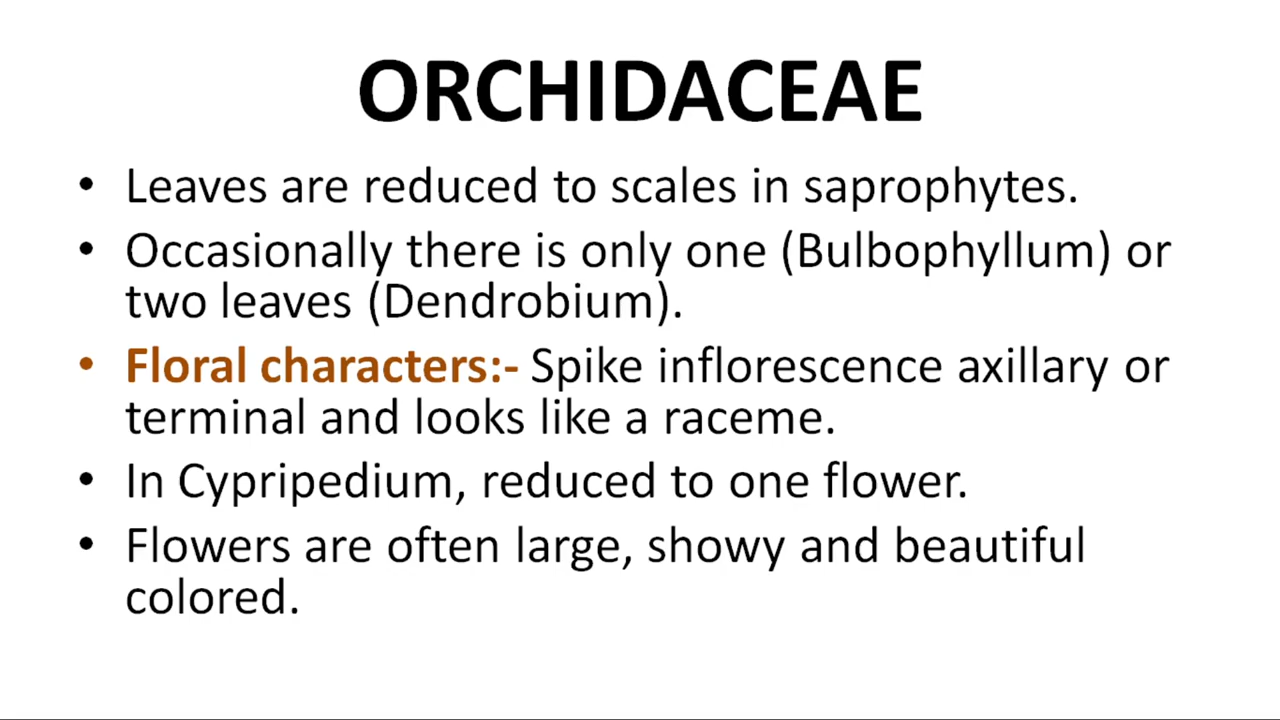 ORCHIDACEAE
• Leaves are reduced to scales in saprophytes.
• Occasionally there is only one (Bulbophyllum) or
two leaves (Dendrobium).
• Floral characters:- Spike inflorescence axillary or
terminal and looks like a raceme.
• In Cypripedium, reduced to one flower.
• Flowers are often large, showy and beautiful
colored.